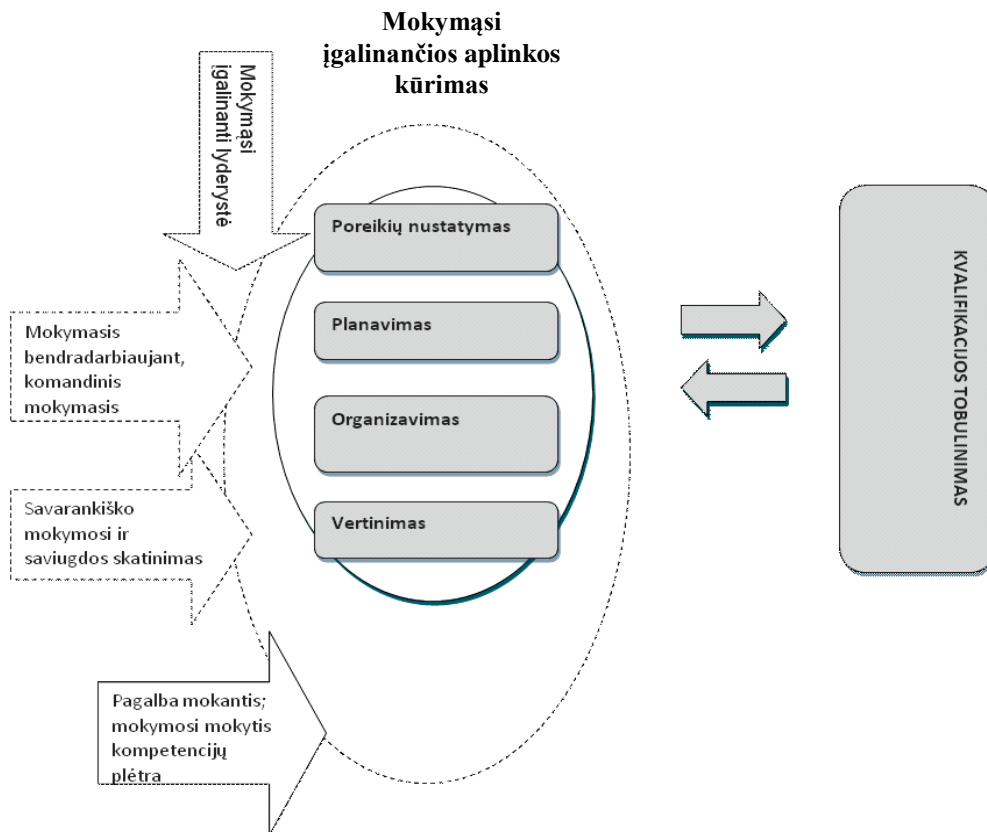 Mokymąsi
įgalinančios aplinkos
kūrimas
Mokymąsi
įgalinanti lyderystė
Poreikių nustatymas
Planavimas
Organizavimas
Vertinimas
Mokymasis
bendradarbiaujant,
komandinis
mokymasis
Savarankiško
mokymosi ir
saviugdos skatinimas
Pagalba mokantis;
mokymosi mokytis
kompetencijų
plėtra
KVALIFIKACIJOS TOBULINIMAS